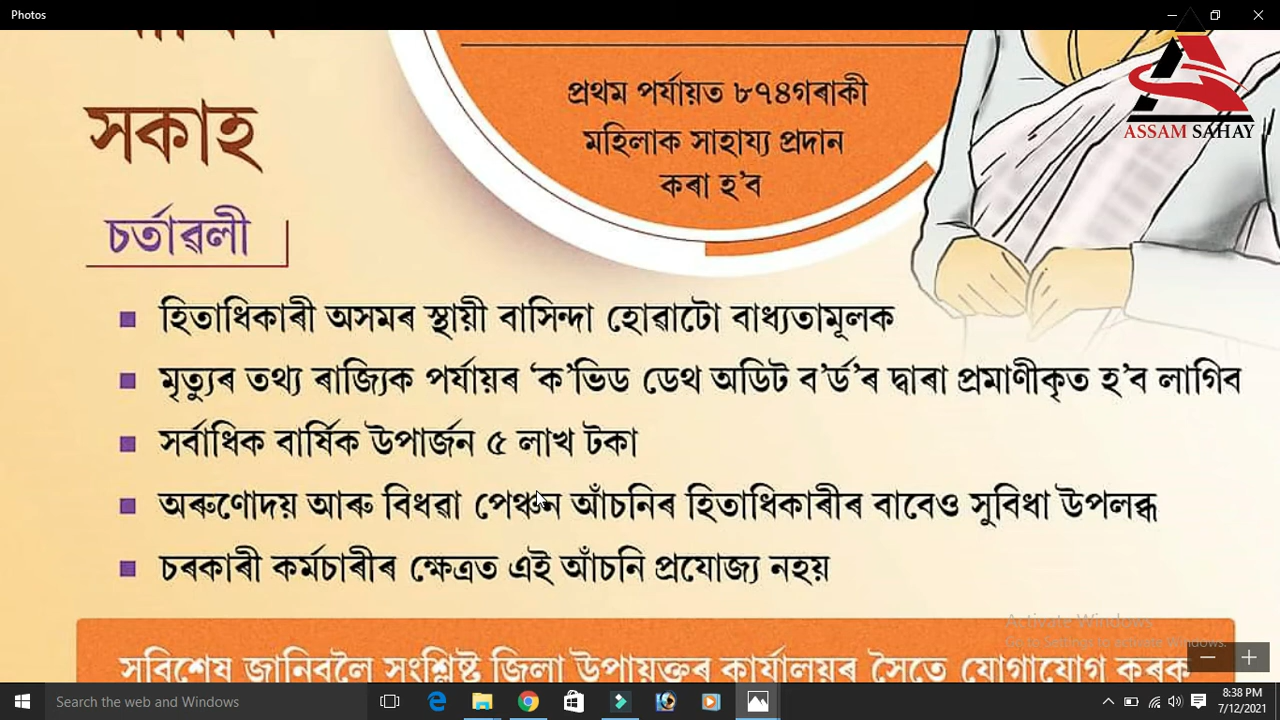 Photos
সকাহ
প্ৰথম পৰ্যায়ত ৮৭৪গৰাকী
মহিলাক সাহায্য প্ৰদান
কৰা হ'ব
ASSAM SAHAY
চৰ্তাৱলী
হিতাধিকাৰী অসমৰ স্থায়ী বাসিন্দা হোৱাটো বাধ্যতামূলক
মৃত্যুৰ তথ্য ৰাজ্যিক পৰ্যায়ৰ ‘ক’ভিড ডেথ অডিট ব’ৰ্ড’ৰ দ্বাৰা প্ৰমাণীকৃত হ’ব লাগিব
সৰ্বাধিক বাৰ্ষিক উপাৰ্জন ৫ লাখ টকা
অৰুণোদয় আৰু বিধৱা পেঞ্চন আঁচনিৰ হিতাধিকাৰীৰ বাবেও সুবিধা উপলব্ধ
চৰকাৰী কৰ্মচাৰীৰ ক্ষেত্ৰত এই আঁচনি প্ৰযোজ্য নহয়
Activate Windows
Go to Settings to activate Windows.
সবিশেষ জানিবলৈ সংশ্লিষ্ট জিলা উপায়ুক্তৰ কাৰ্যালয়ৰ সৈতে যোগাযোগ কৰক
Search the web and Windows
8:38 PM
7/12/2021